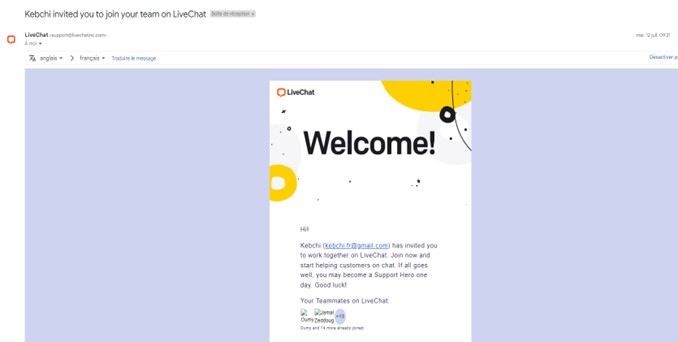 Kebchi invited you to join your team on LiveChat Boîte de réception ×
LiveChat <support@livechatinc.com> mar. 12 juil. 09:21
À moi
anglais > français Traduire le message Désactiver p
LiveChat
Welcome!
Hi!
Kebchi (kebchi.fr@gmail.com) has invited you
to work together on LiveChat. Join now and
start helping customers on chat. If all goes
well, you may become a Support Hero one
day. Good luck!
Your Teammates on LiveChat:
Jamal
Zeddoug
and 14 more already joined